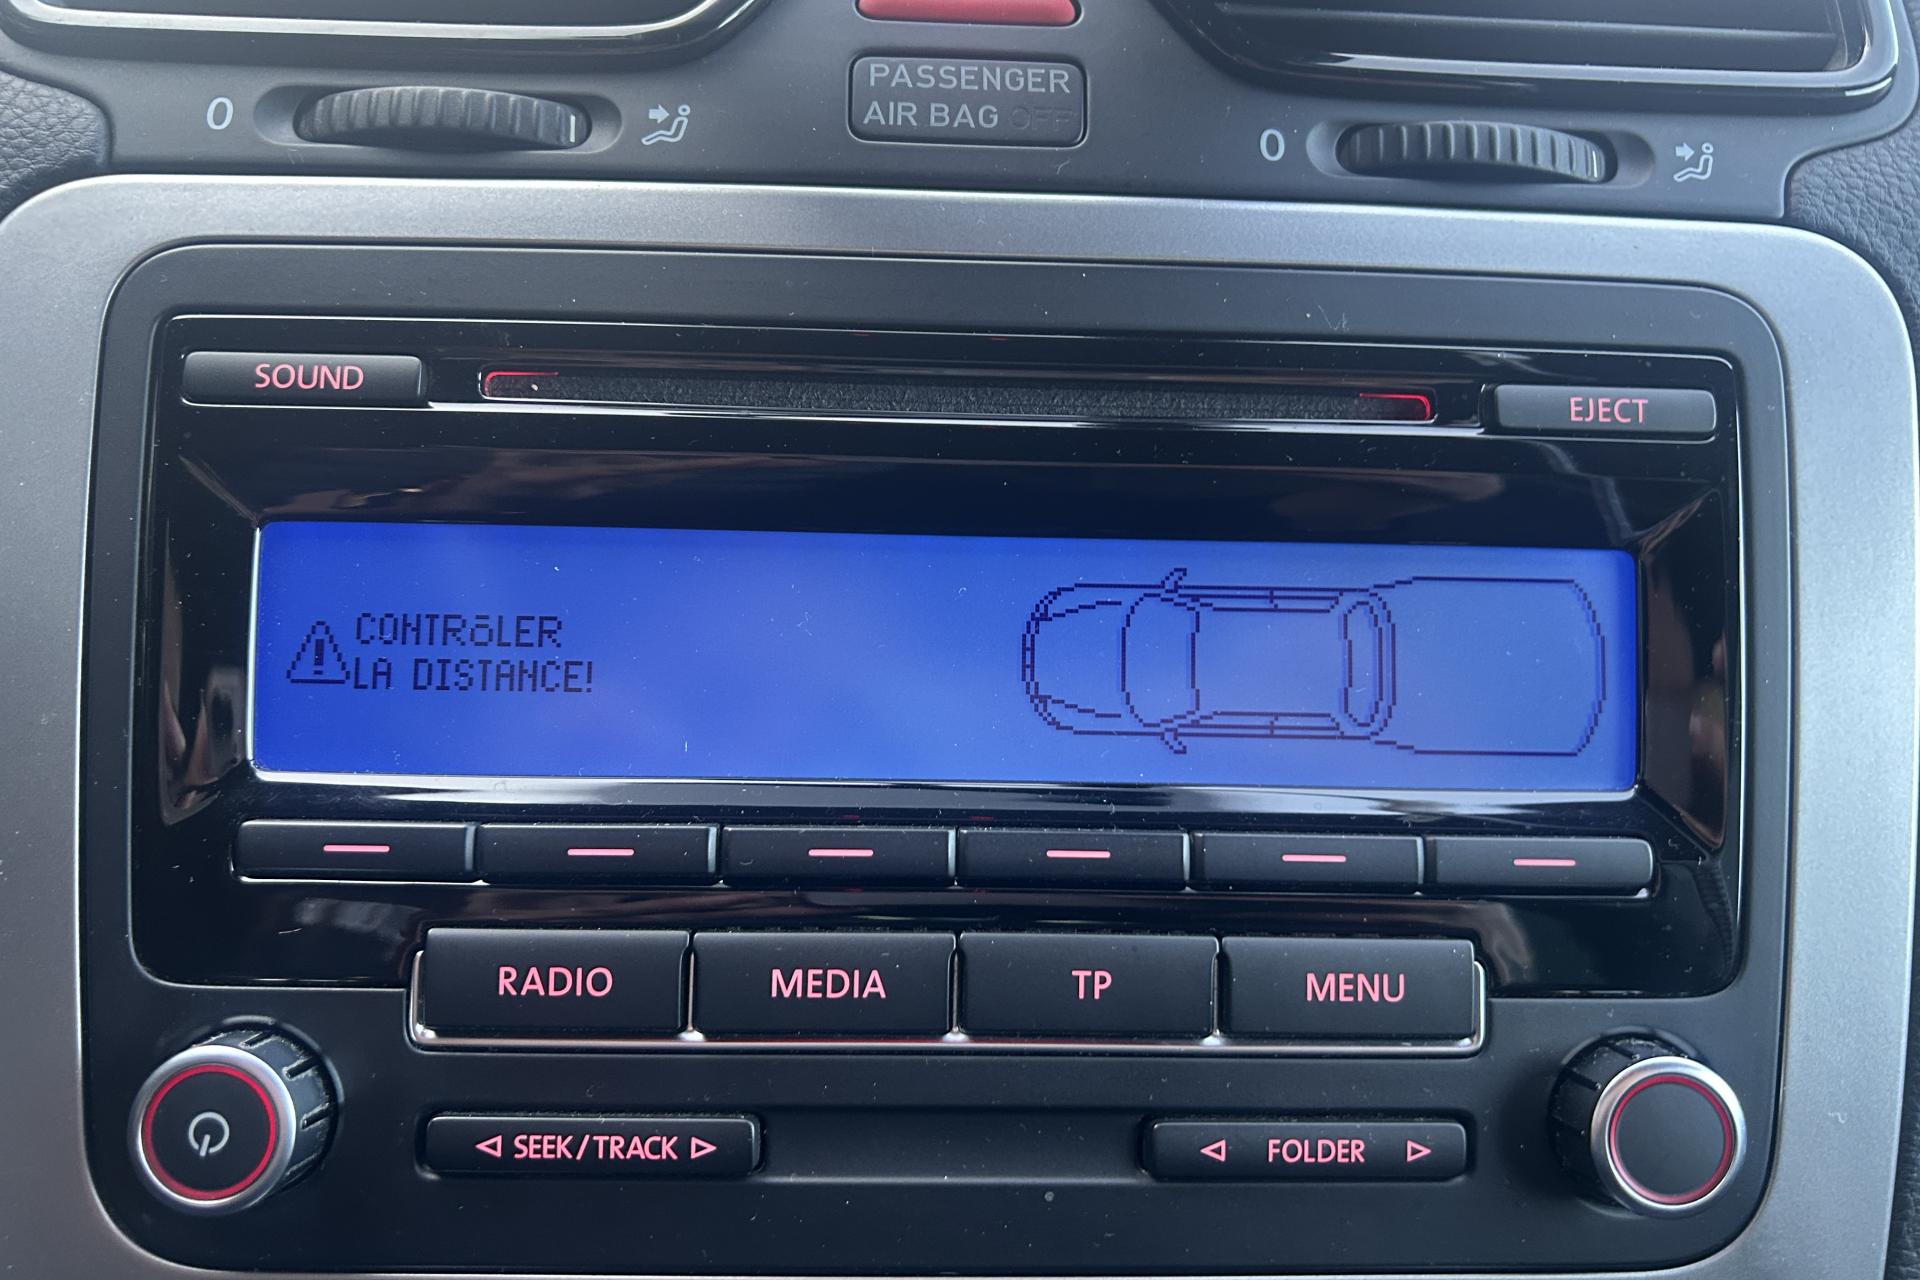 0
PASSENGER
AIR BAG OFF
0
SOUND
EJECT
CONTRôLER
LA DISTANCE!
RADIO
MEDIA
TP
MENU
SEEK/TRACK
FOLDER